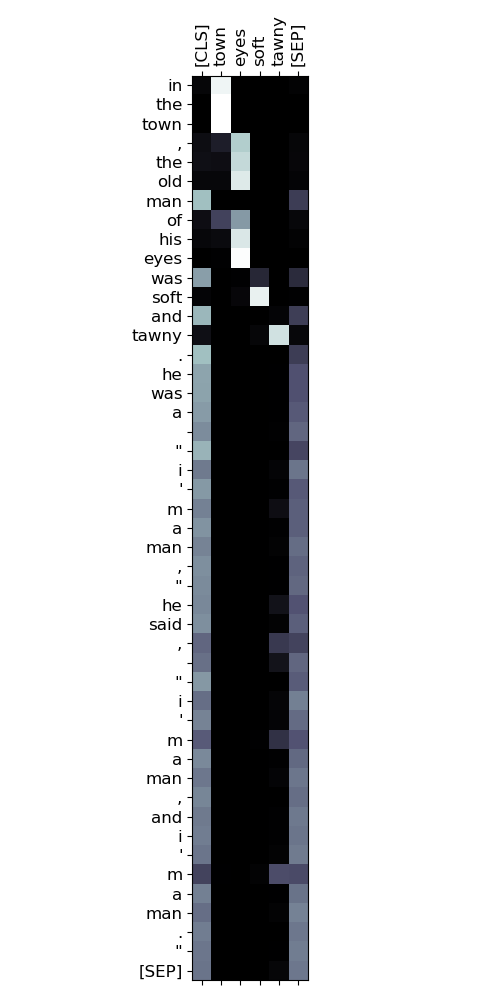 [CLS] town eyes soft tawny [SEP]
in
the
town
,
the
old
man
of
his
eyes
was
soft
and
tawny
.
he
was
a
"
i
'
m
a
man
,
"
he
said
,
"
i
'
m
a
man
,
and
i
'
m
a
man
.
"
[SEP]